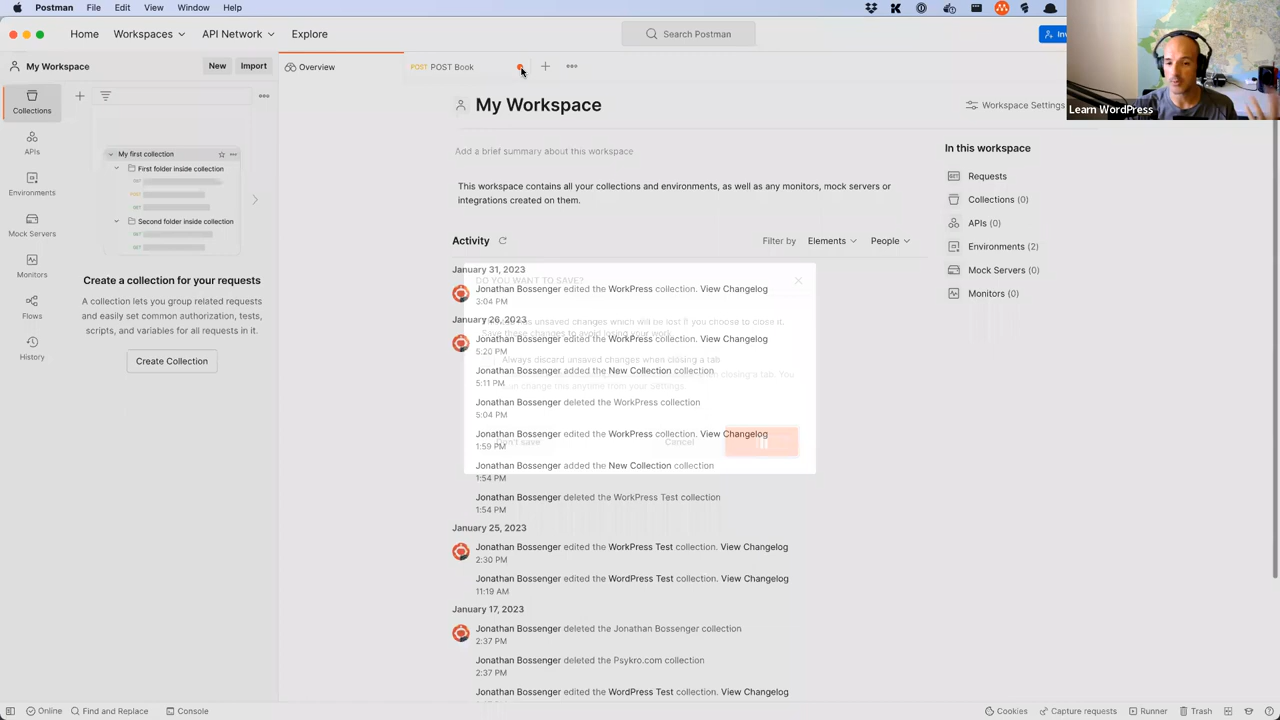 Postman File Edit View Window Help
Home Workspaces API Network Explore
Search Postman
My Workspace
New Import
Overview
POST POST Book
Learn WordPress
Collections
APIs
Environments
Mock Servers
Monitors
Flows
History
My first collection
First folder inside collection
GET
POST
GET
Second folder inside collection
GET
GET
Create a collection for your requests
A collection lets you group related requests
and easily set common authorization, tests,
scripts, and variables for all requests in it.
Create Collection
My Workspace
Workspace Settings
Add a brief summary about this workspace
This workspace contains all your collections and environments, as well as any monitors, mock servers or
integrations created on them.
Activity
Filter by Elements People
January 31, 2023
DO YOU WANT TO SAVE?
Jonathan Bossenger edited the WorkPress collection. View Changelog
3:04 PM
January 26, 2023
unsaved changes which will be lost if you choose to close it.
Save these changes to avoid losing your work.
Jonathan Bossenger edited the WorkPress collection. View Changelog
5:20 PM
Always discard unsaved changes when closing a tab
Jonathan Bossenger added the New Collection collection
closing a tab. You
5:11 PM
can change this anytime from your Settings.
Jonathan Bossenger deleted the WorkPress collection
5:04 PM
Jonathan Bossenger edited the WorkPress collection. View Changelog
1:59 PM
Don't save Cancel
Jonathan Bossenger added the New Collection collection
1:54 PM
Jonathan Bossenger deleted the WorkPress Test collection
1:54 PM
January 25, 2023
Jonathan Bossenger edited the WorkPress Test collection. View Changelog
2:30 PM
Jonathan Bossenger edited the WordPress Test collection. View Changelog
11:19 AM
January 17, 2023
Jonathan Bossenger deleted the Jonathan Bossenger collection
2:37 PM
Jonathan Bossenger deleted the Psykro.com collection
2:37 PM
Jonathan Bossenger edited the WordPress Test collection. View Changelog
In this workspace
Requests
Collections (0)
APIs (0)
Environments (2)
Mock Servers (0)
Monitors (0)
Online Find and Replace Console
Cookies Capture requests Runner Trash